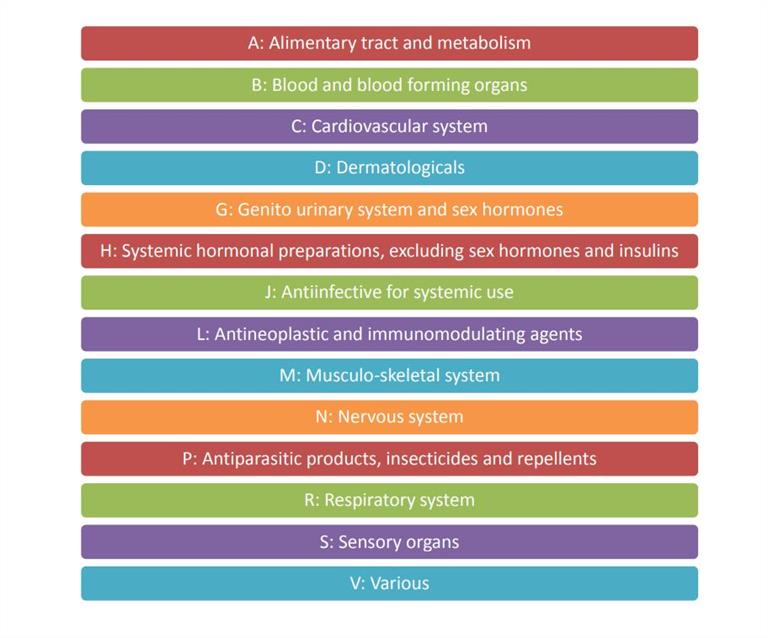 A: Alimentary tract and metabolism
B: Blood and blood forming organs
C: Cardiovascular system
D: Dermatologicals
G: Genito urinary system and sex hormones
H: Systemic hormonal preparations, excluding sex hormones and insulins
J: Antiinfective for systemic use
L: Antineoplastic and immunomodulating agents
M: Musculo-skeletal system
N: Nervous system
P: Antiparasitic products, insecticides and repellents
R: Respiratory system
S: Sensory organs
V: Various